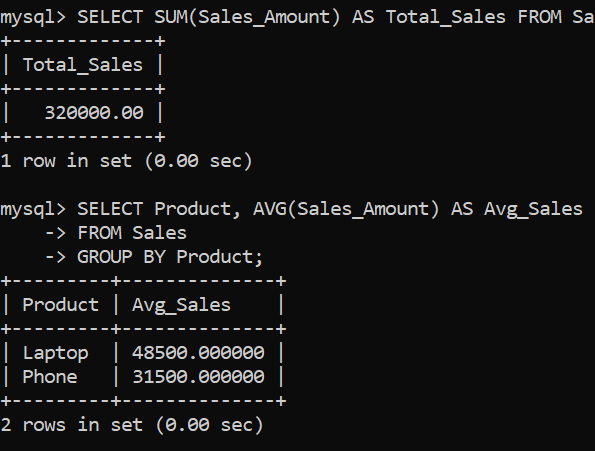 mysql> SELECT SUM(Sales_Amount) AS Total_Sales FROM Sa
+-------------+
| Total_Sales |
+-------------+
|   320000.00 |
+-------------+
1 row in set (0.00 sec)

mysql> SELECT Product, AVG(Sales_Amount) AS Avg_Sales
    -> FROM Sales
    -> GROUP BY Product;
+---------+--------------+
| Product | Avg_Sales    |
+---------+--------------+
| Laptop  | 48500.000000 |
| Phone   | 31500.000000 |
+---------+--------------+
2 rows in set (0.00 sec)